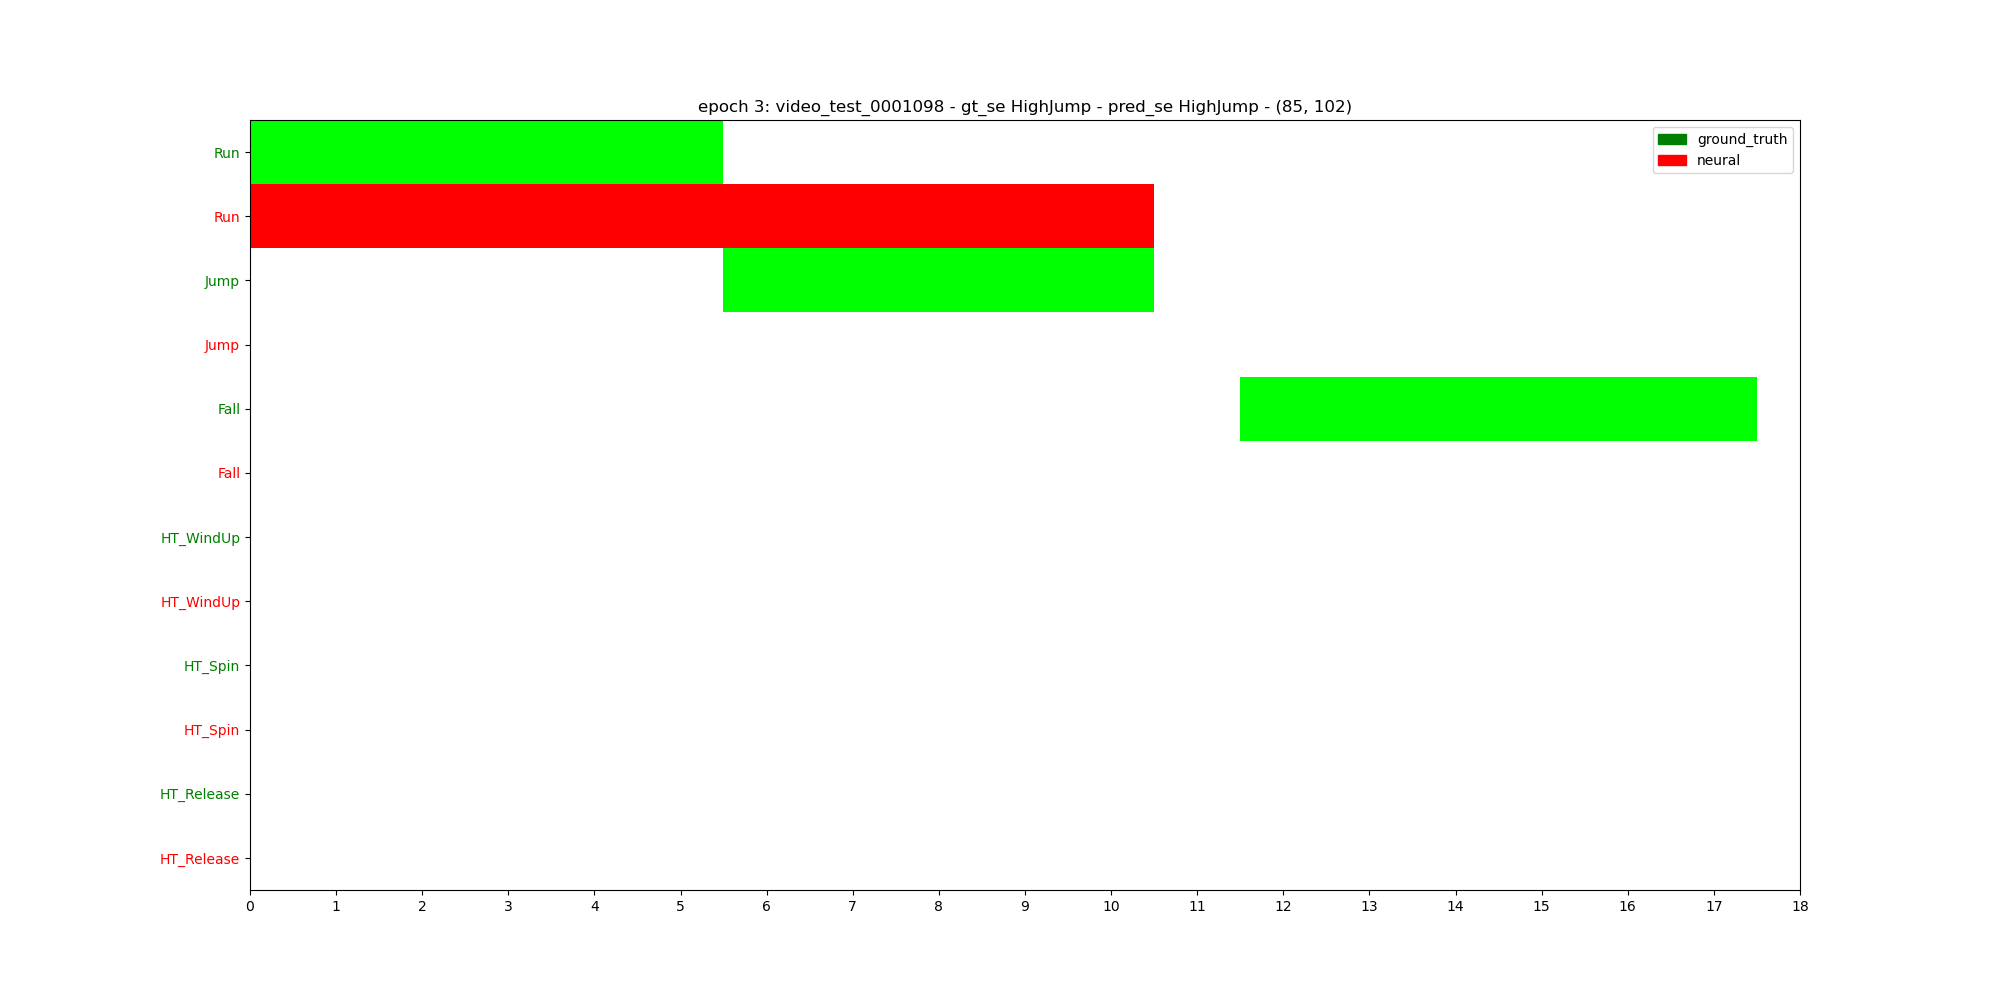 epoch 3: video_test_0001098 - gt_se HighJump - pred_se HighJump - (85, 102)
ground_truth
neural
Run
Run
Jump
Jump
Fall
Fall
HT_WindUp
HT_WindUp
HT_Spin
HT_Spin
HT_Release
HT_Release
0 1 2 3 4 5 6 7 8 9 10 11 12 13 14 15 16 17 18